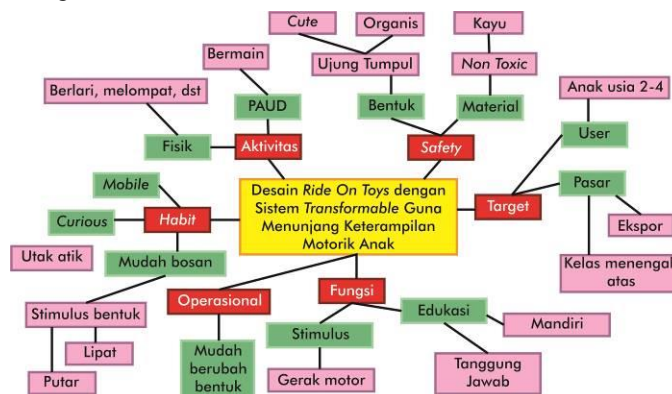 Cute
Organis
Kayu
Bermain
Ujung Tumpul
Non Toxic
Berlari, melompat, dst
Anak usia 2-4
PAUD
Bentuk
Material
User
Fisik
Aktivitas
Safety
Mobile
Desain Ride On Toys dengan
Sistem Transformable Guna
Menunjang Keterampilan
Motorik Anak
Pasar
Curious
Habit
Target
Ekspor
Utak atik
Mudah bosan
Kelas menengal
atas
Operasional
Fungsi
Stimulus bentuk
Stimulus
Edukasi
Mandiri
Lipat
Mudah
berubah
bentuk
Putar
Gerak motor
Tanggung
Jawab